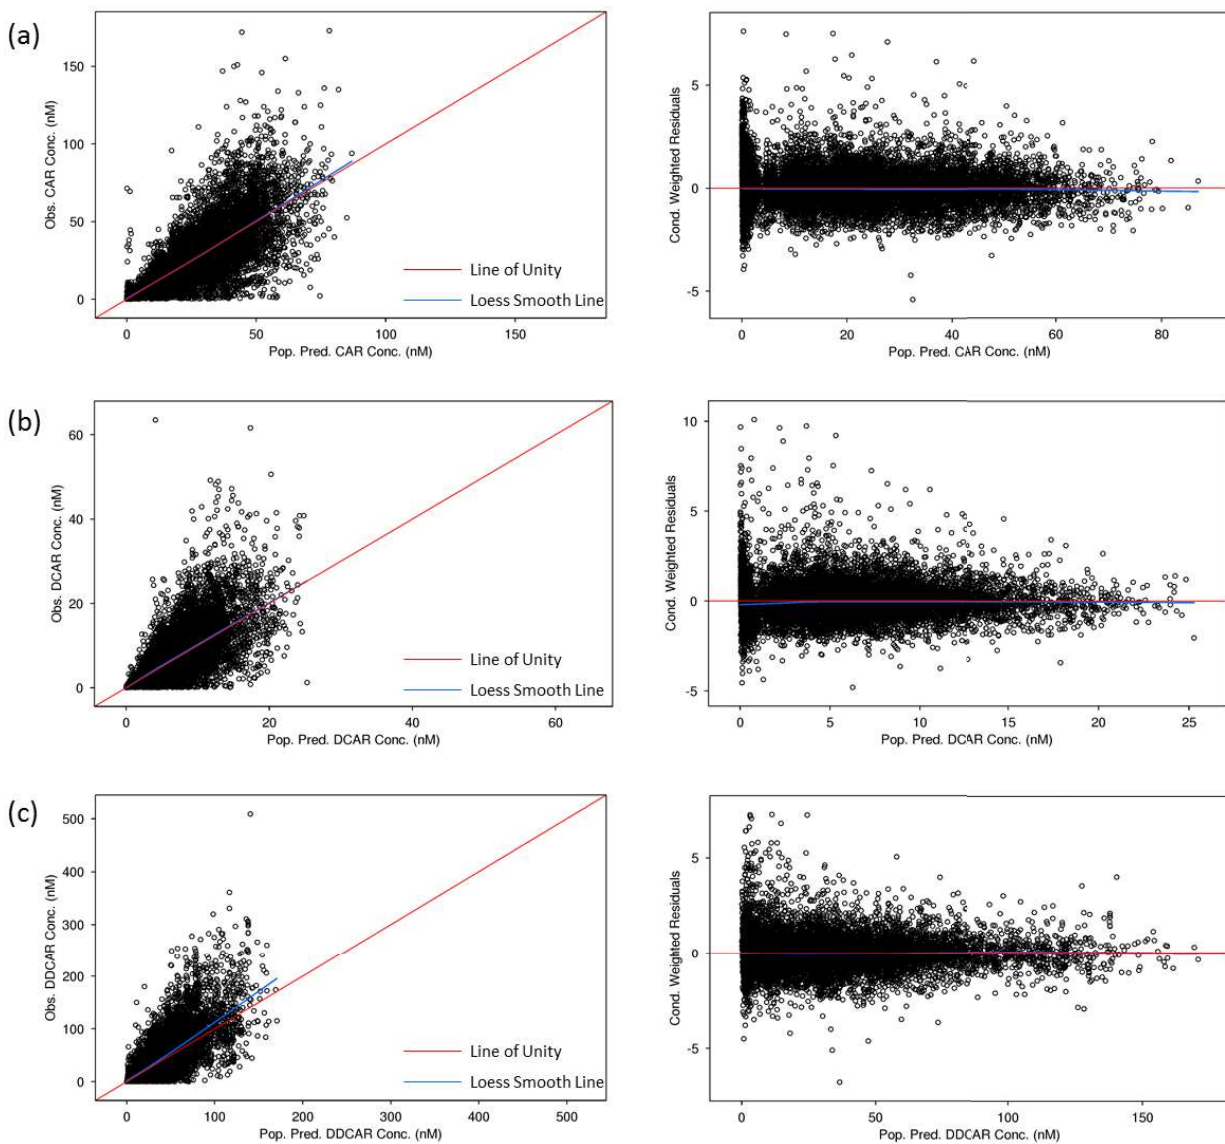 (a)
150
100
50
0
Obs. CAR Conc. (nM)
Line of Unity
Loess Smooth Line
0 50 100 150
Pop. Pred. CAR Conc. (nM)
5
0
-5
Cond. Weighted Residuals
0 20 40 60 80
Pop. Pred. CAR Conc. (nM)
(b)
60
40
20
0
Obs. DCAR Conc. (nM)
Line of Unity
Loess Smooth Line
0 20 40 60
Pop. Pred. DCAR Conc. (nM)
10
5
0
-5
Cond. Weighted Residuals
0 5 10 15 20 25
Pop. Pred. DCAR Conc. (nM)
(c)
500
400
300
200
100
0
Obs. DDCAR Conc. (nM)
Line of Unity
Loess Smooth Line
0 100 200 300 400 500
Pop. Pred. DDCAR Conc. (nM)
5
0
-5
Cond. Weighted Residuals
0 50 100 150
Pop. Pred. DDCAR Conc. (nM)